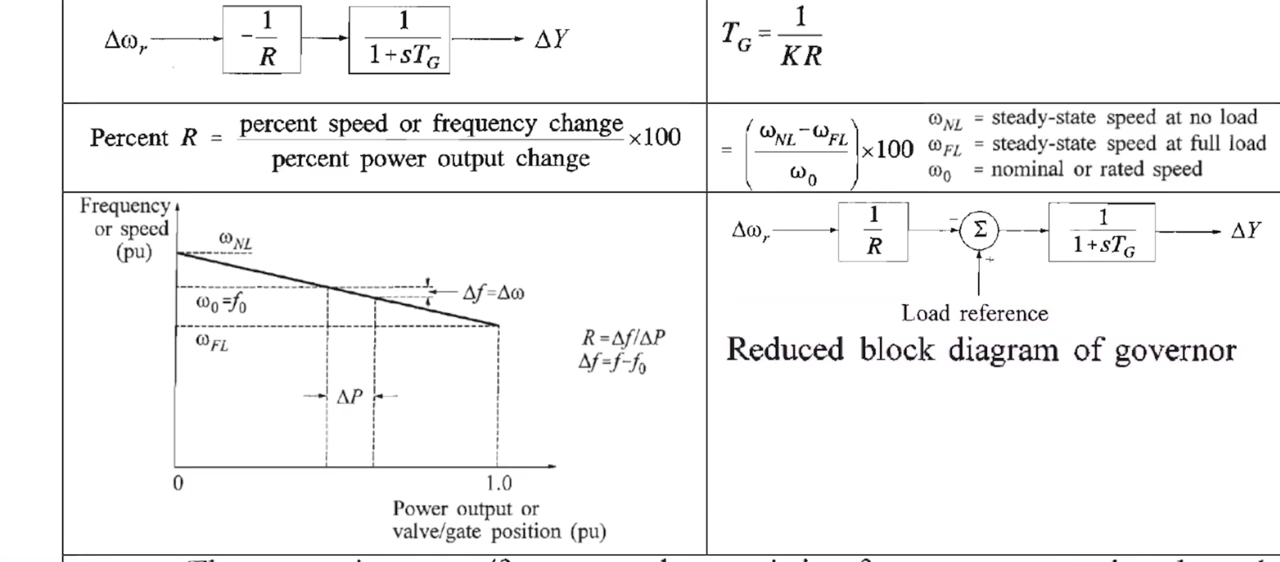 Δω_r → -1/R → 1/(1+sT_G) → ΔY
T_G = 1/(KR)
Percent R = (percent speed or frequency change)/(percent power output change) ×100
= ((ω_NL − ω_FL)/ω_0)×100
ω_NL = steady-state speed at no load
ω_FL = steady-state speed at full load
ω_0 = nominal or rated speed
Frequency
or speed
(pu)
ω_NL
ω_0=f_0
ω_FL
Δf=Δω
R=Δf/ΔP
Δf=f−f_0
ΔP
0
1.0
Power output or
valve/gate position (pu)
Δω_r → 1/R → − Σ + → 1/(1+sT_G) → ΔY
Load reference
Reduced block diagram of governor